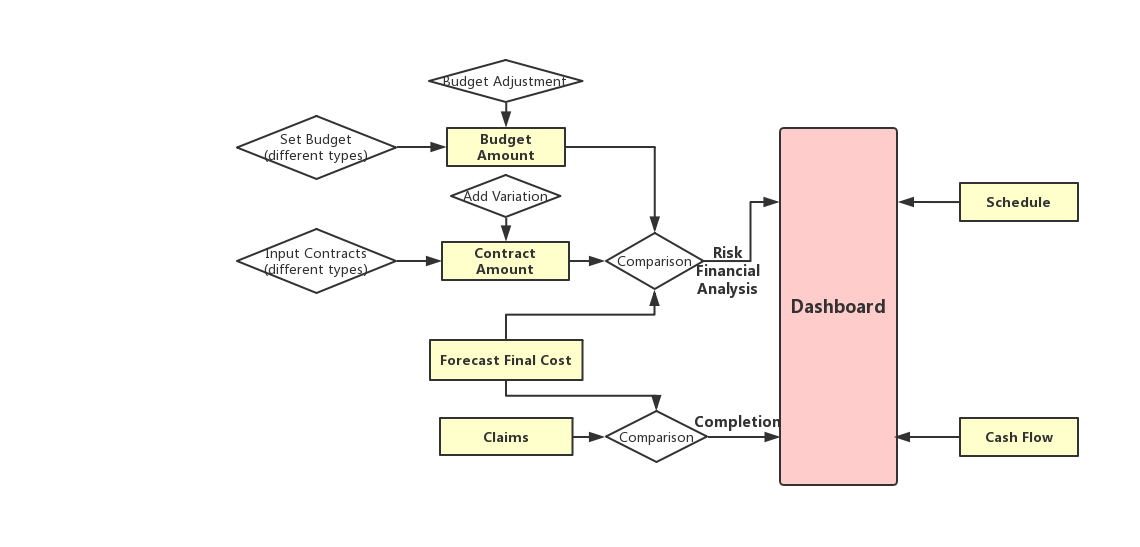 Budget Adjustment
Set Budget
(different types)
Budget
Amount
Add Variation
Schedule
Input Contracts
(different types)
Contract
Amount
Comparison
Risk
Financial
Analysis
Dashboard
Forecast Final Cost
Completion
Claims
Comparison
Cash Flow